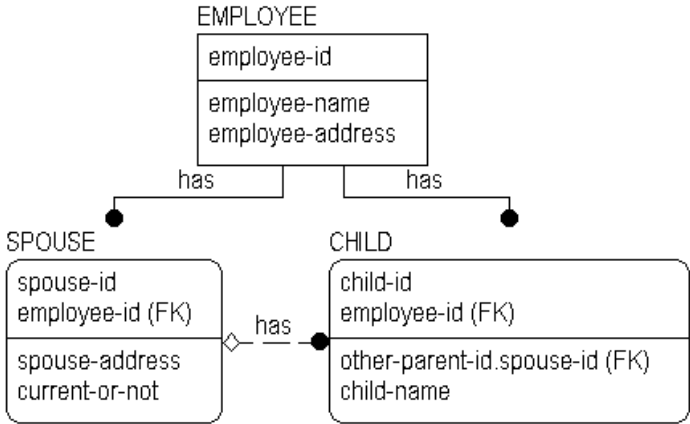 EMPLOYEE
employee-id
employee-name
employee-address
has
has
SPOUSE
spouse-id
employee-id (FK)
spouse-address
current-or-not
has
CHILD
child-id
employee-id (FK)
other-parent-id.spouse-id (FK)
child-name